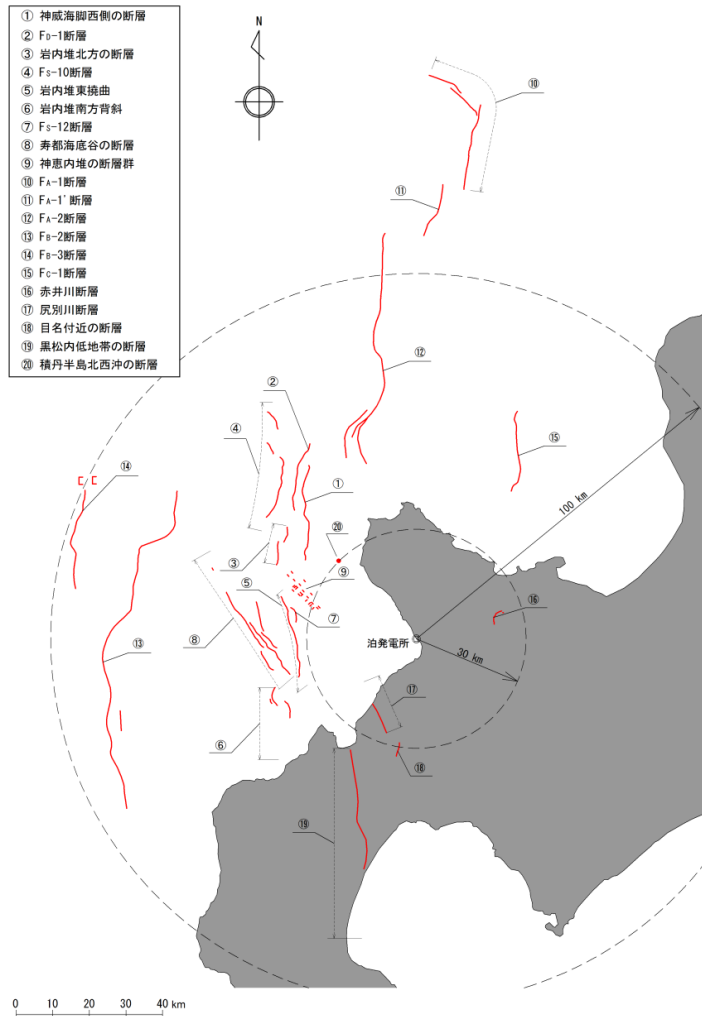 ① 神威海脚西側の断層
② FD-1断層
③ 岩内堆北方の断層
④ FS-10断層
⑤ 岩内堆東撓曲
⑥ 岩内堆南方背斜
⑦ FS-12断層
⑧ 寿都海底谷の断層
⑨ 神恵内堆の断層群
⑩ FA-1断層
⑪ FA-1'断層
⑫ FA-2断層
⑬ FB-2断層
⑭ FB-3断層
⑮ FC-1断層
⑯ 赤井川断層
⑰ 尻別川断層
⑱ 目名付近の断層
⑲ 黒松内低地帯の断層
⑳ 積丹半島北西沖の断層
N
⑩
⑪
⑫
②
④
⑮
⑭
①
100 km
⑳
③
⑨
⑤
⑯
⑦
⑧
泊発電所
30 km
⑬
⑰
⑥
⑱
⑲
0 10 20 30 40 km